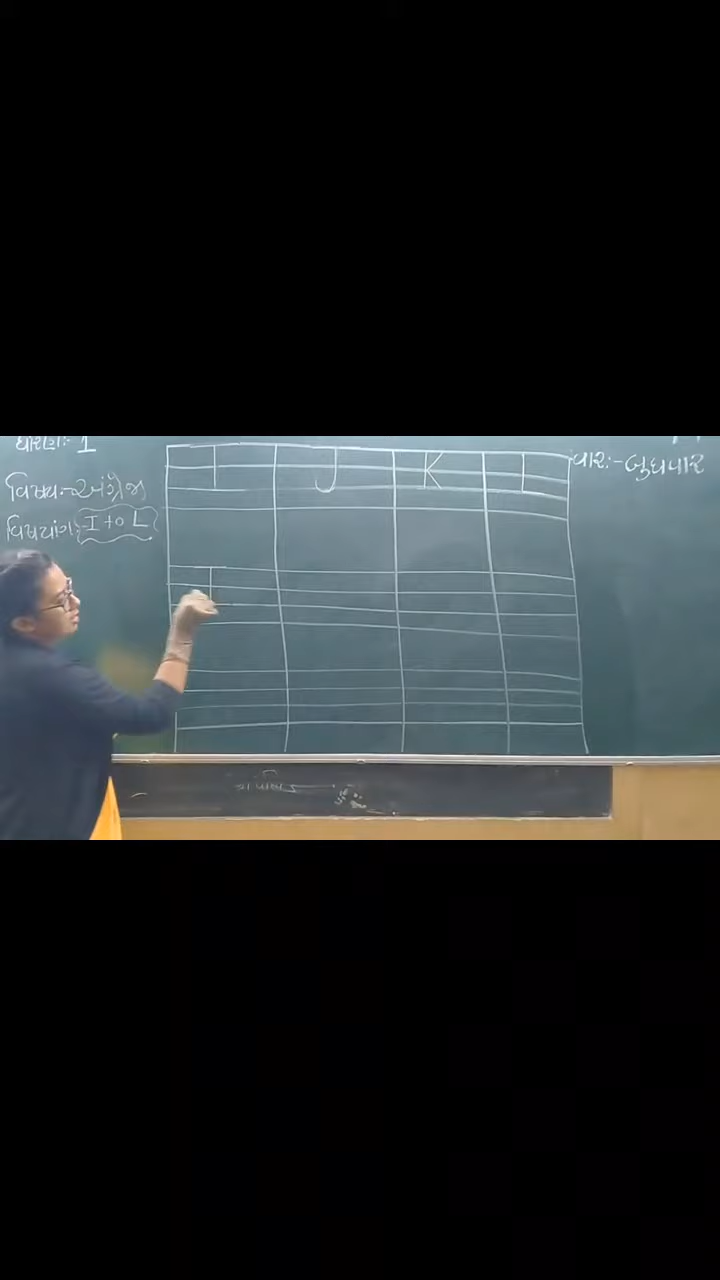 ધોરણ:- 1
વિષય:- અંગ્રેજી
વિષયાંગ:- I to L
વાર:- બુધવાર
I J K L
I